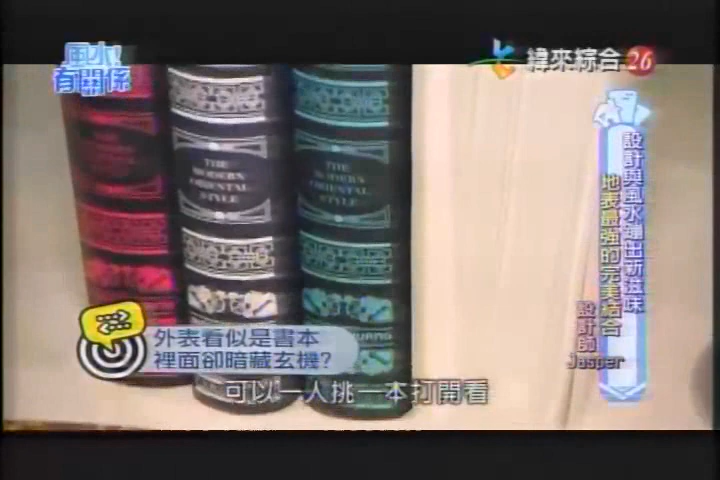 風水!
有關係
緯來綜合 26
設計與風水蹦出新滋味
地表最強的完美結合
設計師
Jasper
THE
MODERN
ORIENTAL
STYLE
THE
MODERN
ORIENTAL
STYLE
外表看似是書本
裡面卻暗藏玄機?
可以一人挑一本打開看